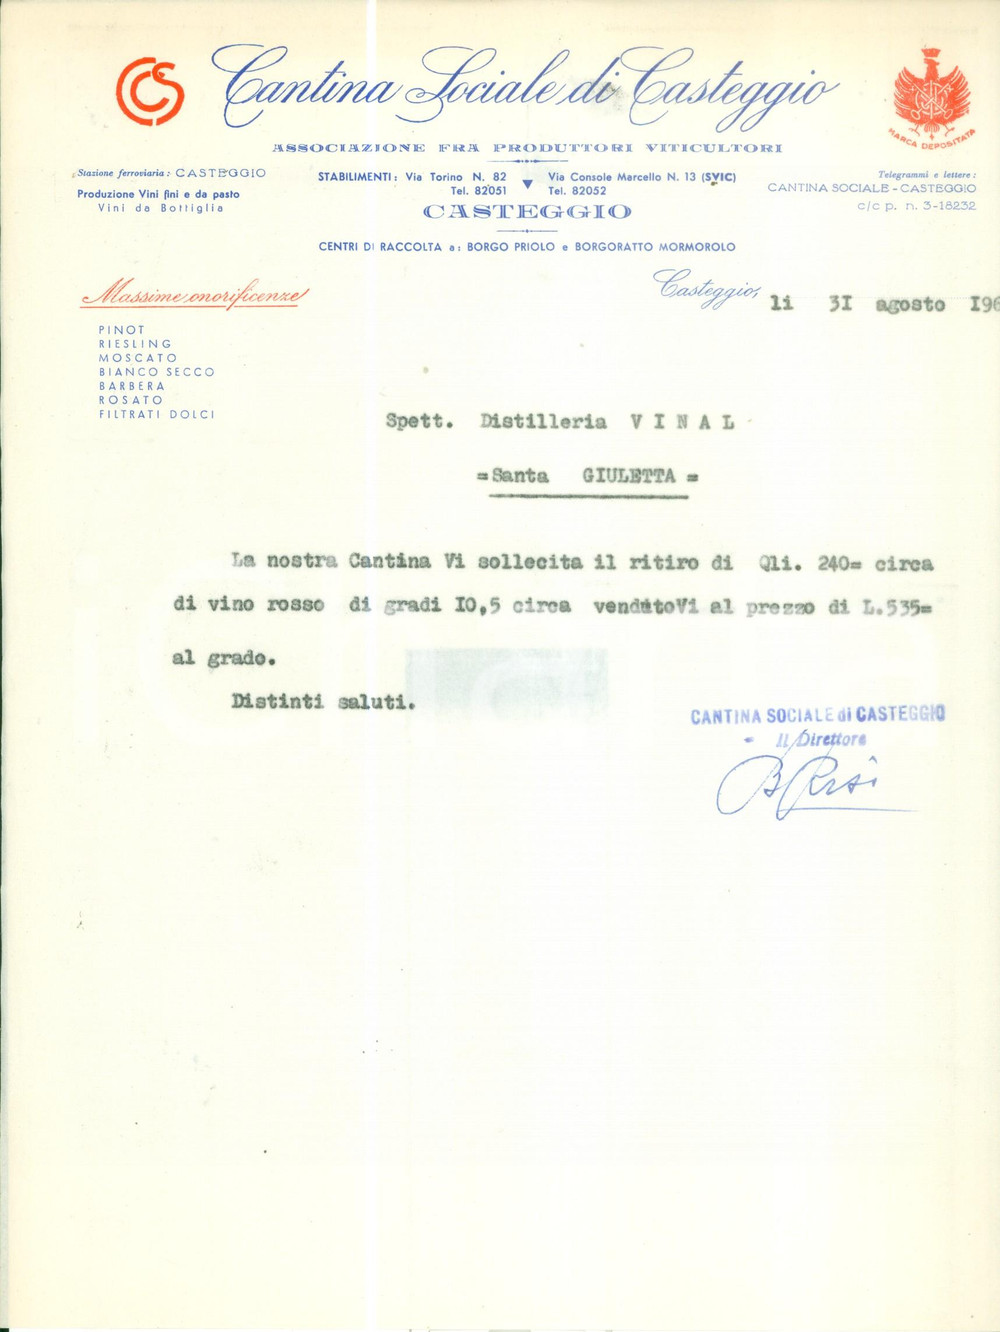 CCS
Cantina Sociale di Casteggio
MARCA DEPOSITATA
ASSOCIAZIONE FRA PRODUTTORI VITICULTORI
Stazione ferroviaria: CASTEGGIO
Produzione Vini fini e da pasto
Vini da Bottiglia
STABILIMENTI: Via Torino N. 82
Tel. 82051
Via Console Marcello N. 13 (SVIC)
Tel. 82052
Telegrammi e lettere:
CANTINA SOCIALE - CASTEGGIO
c/c p. n. 3-18232
CASTEGGIO
CENTRI DI RACCOLTA a: BORGO PRIOLO e BORGORATTO MORMOROLO
Massime onorificenze
PINOT
RIESLING
MOSCATO
BIANCO SECCO
BARBERA
ROSATO
FILTRATI DOLCI
Casteggio, li 3I agosto I96
Spett. Distilleria V I N A L
=Santa GIULETTA =
La nostra Cantina Vi sollecita il ritiro di Qli. 240= circa
di vino rosso di gradi I0,5 circa vendutoVi al prezzo di L.535=
al grado.
Distinti saluti.
CANTINA SOCIALE di CASTEGGIO
Il Direttore